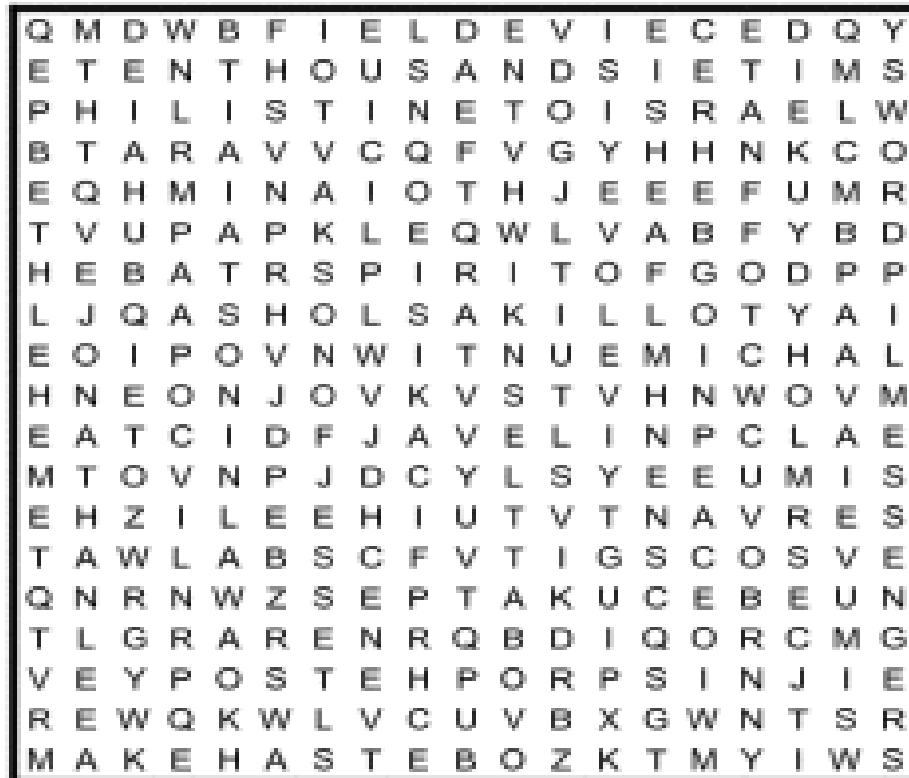 Q M D W B F I E L D E V I E C E D Q Y
E T E N T H O U S A N D S I E T I M S
P H I L I S T I N E T O I S R A E L W
B T A R A V V C Q F V G Y H H N K C O
E Q H M I N A I O T H J E E E F U M R
T V U P A P K L E Q W L V A B F Y B D
H E B A T R S P I R I T O F G O D P P
L J Q A S H O L S A K I L L O T Y A I
E O I P O V N W I T N U E M I C H A L
H N E O N J O V K V S T V H N W O V M
E A T C I D F J A V E L I N P C L A E
M T O V N P J D C Y L S Y E E U M I S
E H Z I L E E H I U T V T N A V R E S
T A W L A B S C F V T I G S C O S V E
Q N R N W Z S E P T A K U C E B E U N
T L G R A R E N R Q B D I Q O R C M G
V E Y P O S T E H P O R P S I N J I E
R E W Q K W L V C U V B X G W N T S R
M A K E H A S T E B O Z K T M Y I W S